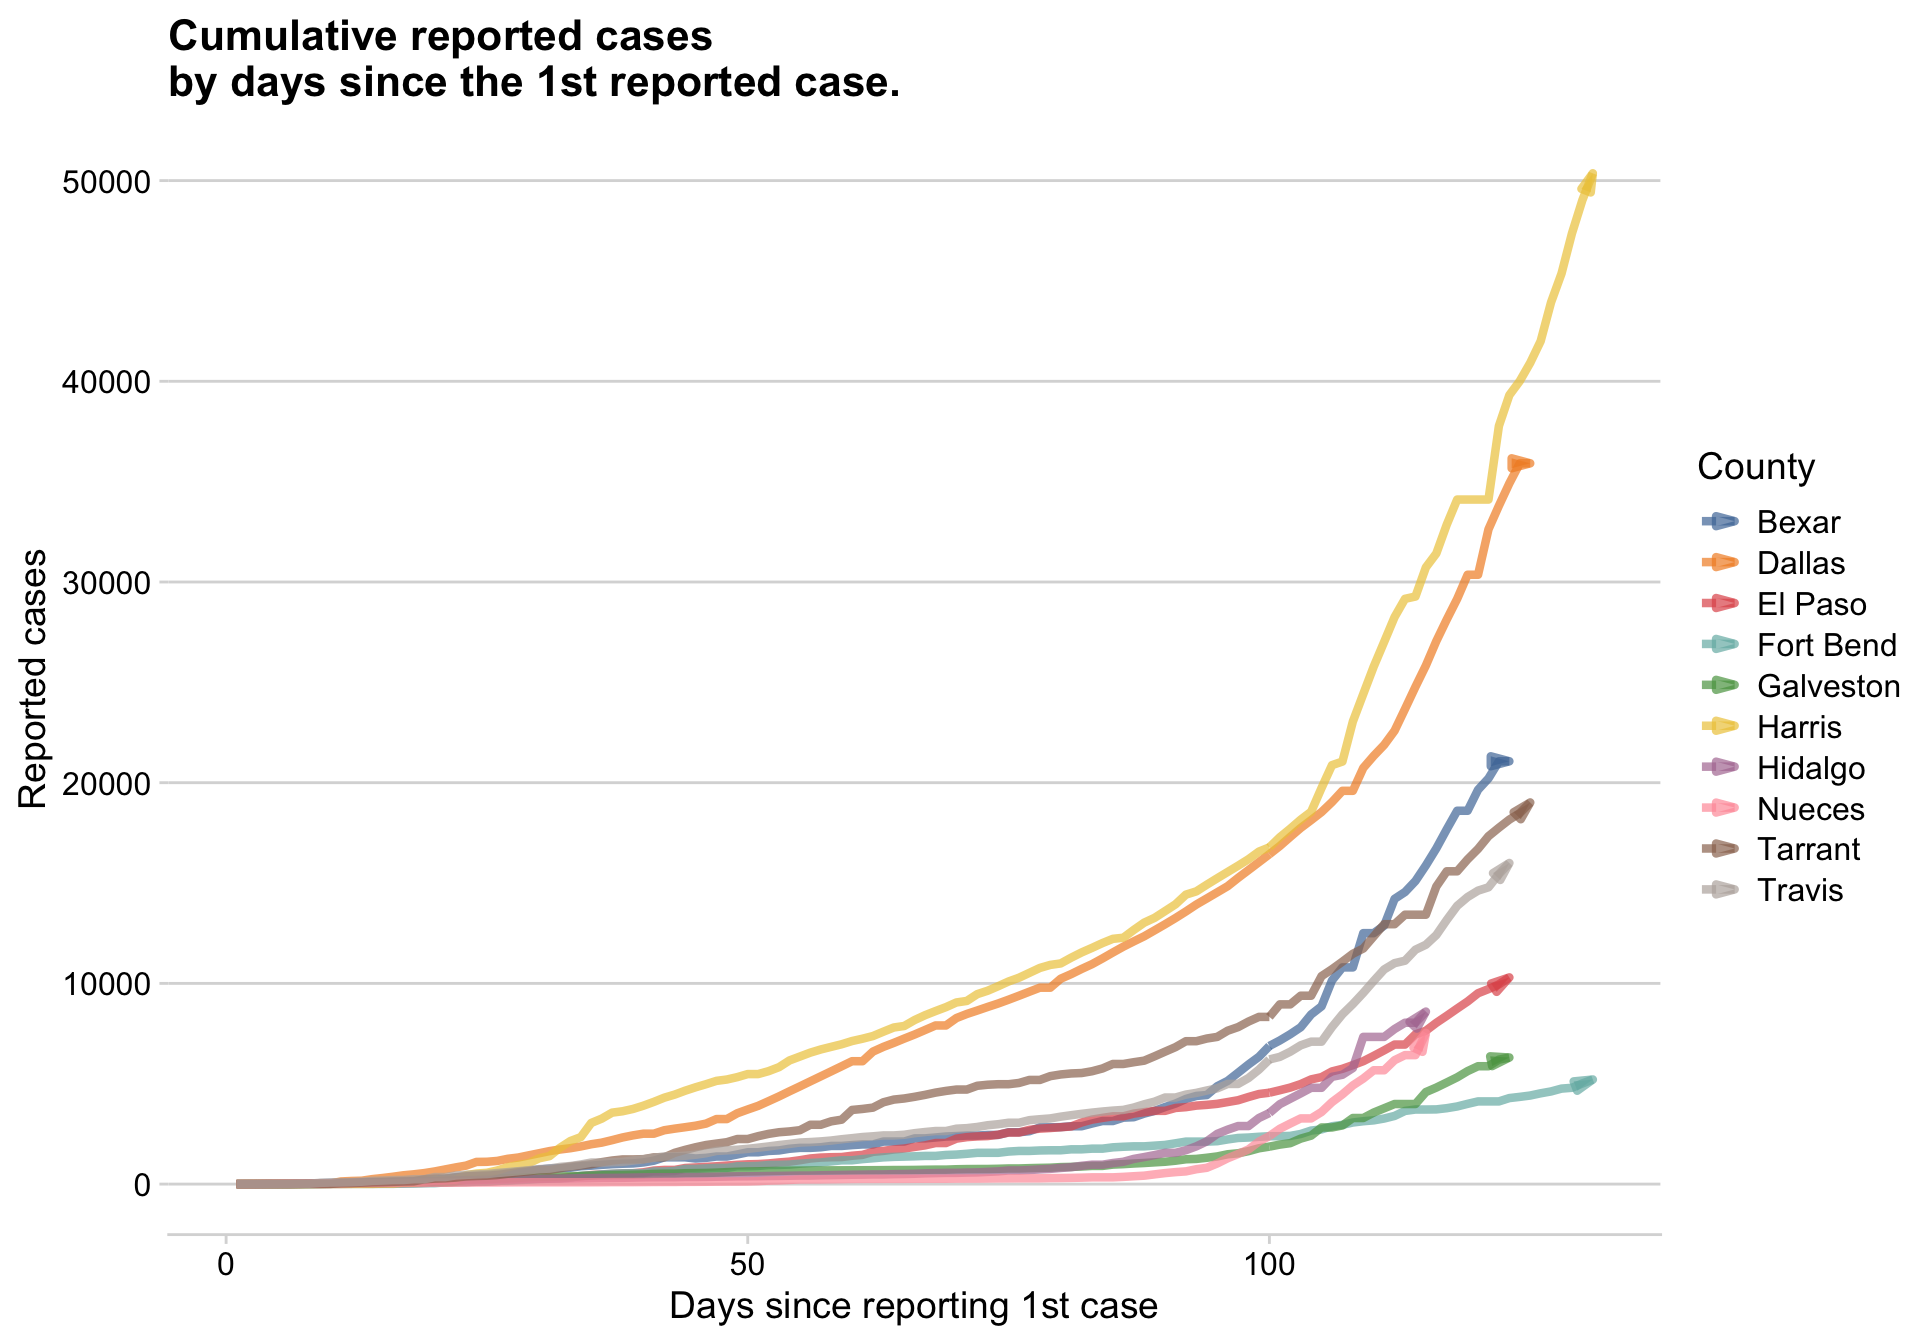 Cumulative reported cases
by days since the 1st reported case.
50000
40000
30000
20000
10000
0
Reported cases
0 50 100
Days since reporting 1st case
County
Bexar
Dallas
El Paso
Fort Bend
Galveston
Harris
Hidalgo
Nueces
Tarrant
Travis